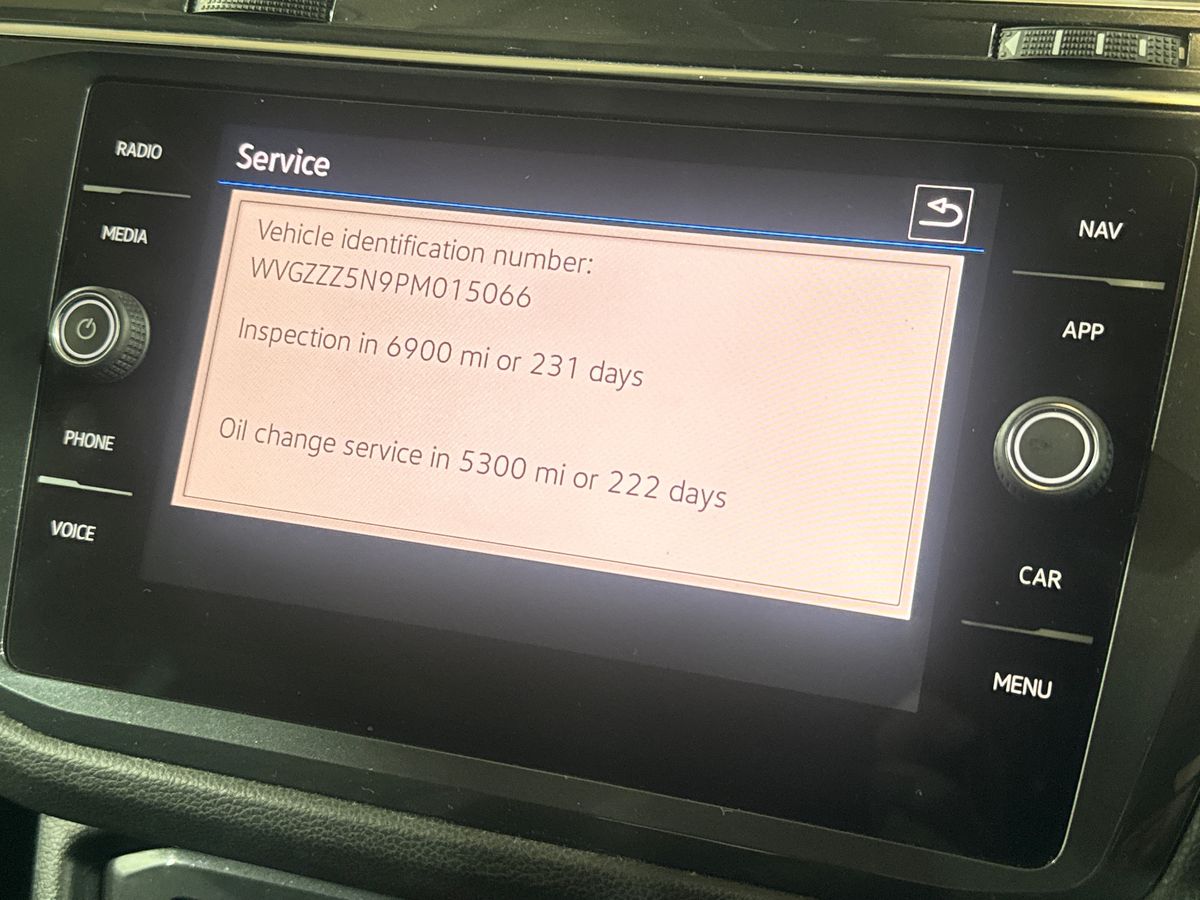 RADIO
MEDIA
PHONE
VOICE
Service
Vehicle identification number:
WVGZZZ5N9PM015066
Inspection in 6900 mi or 231 days
Oil change service in 5300 mi or 222 days
NAV
APP
CAR
MENU